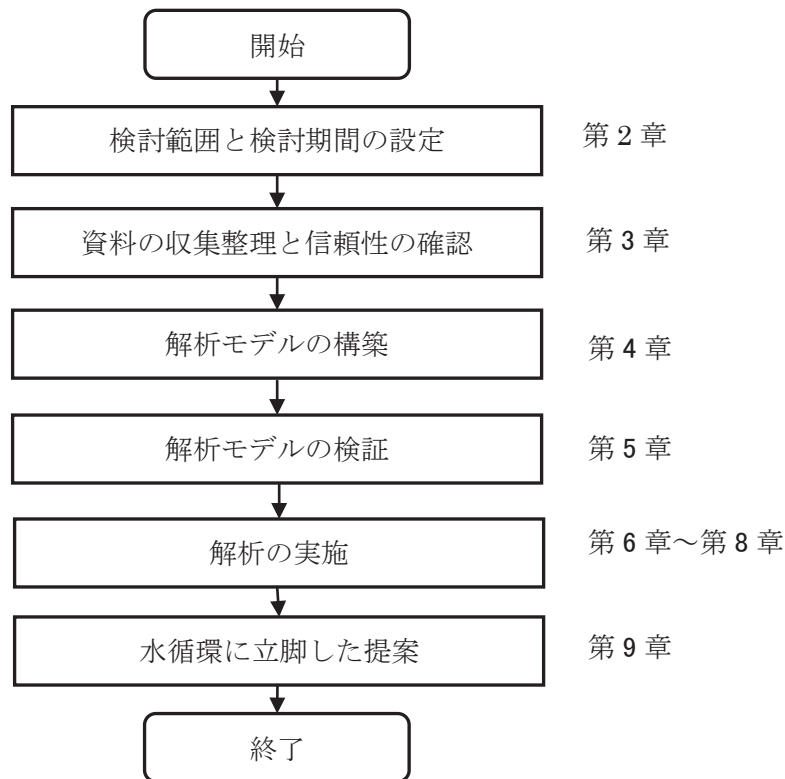 開始
検討範囲と検討期間の設定
第2章
資料の収集整理と信頼性の確認
第3章
解析モデルの構築
第4章
解析モデルの検証
第5章
解析の実施
第6章～第8章
水循環に立脚した提案
第9章
終了